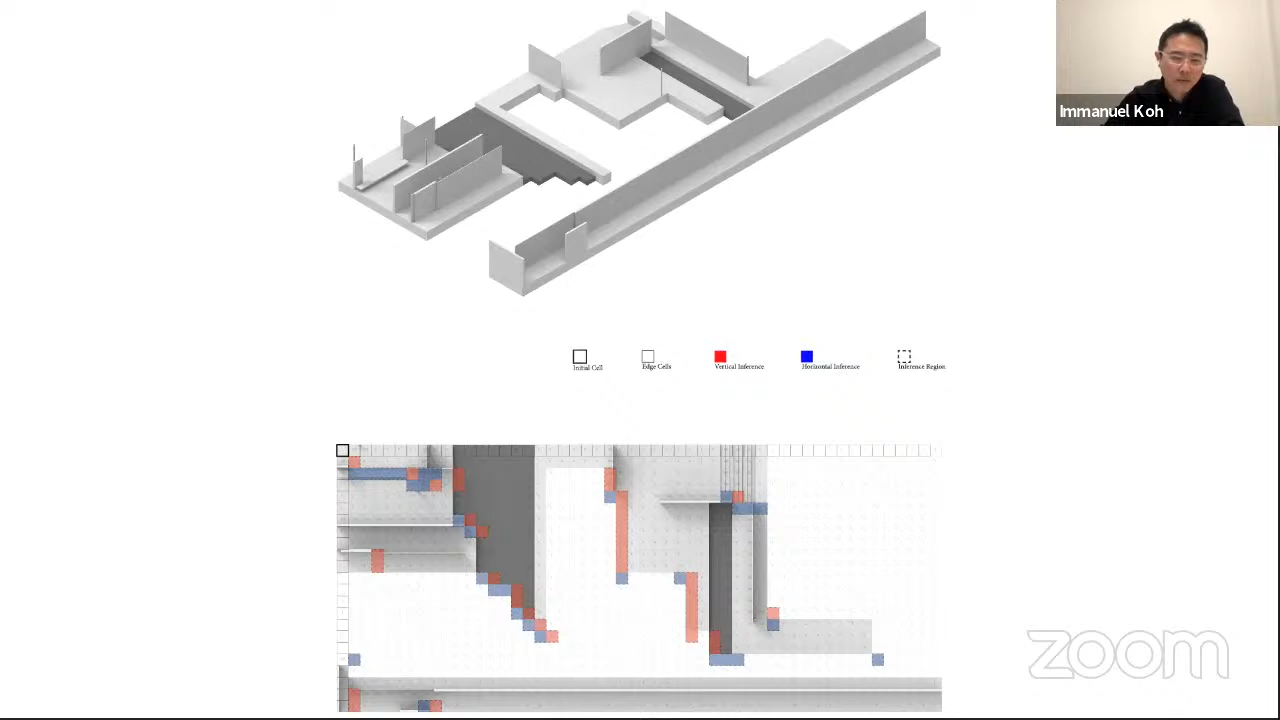 Immanuel Koh
Initial Cell
Edge Cells
Vertical Inference
Horizontal Inference
Inference Region
zoom